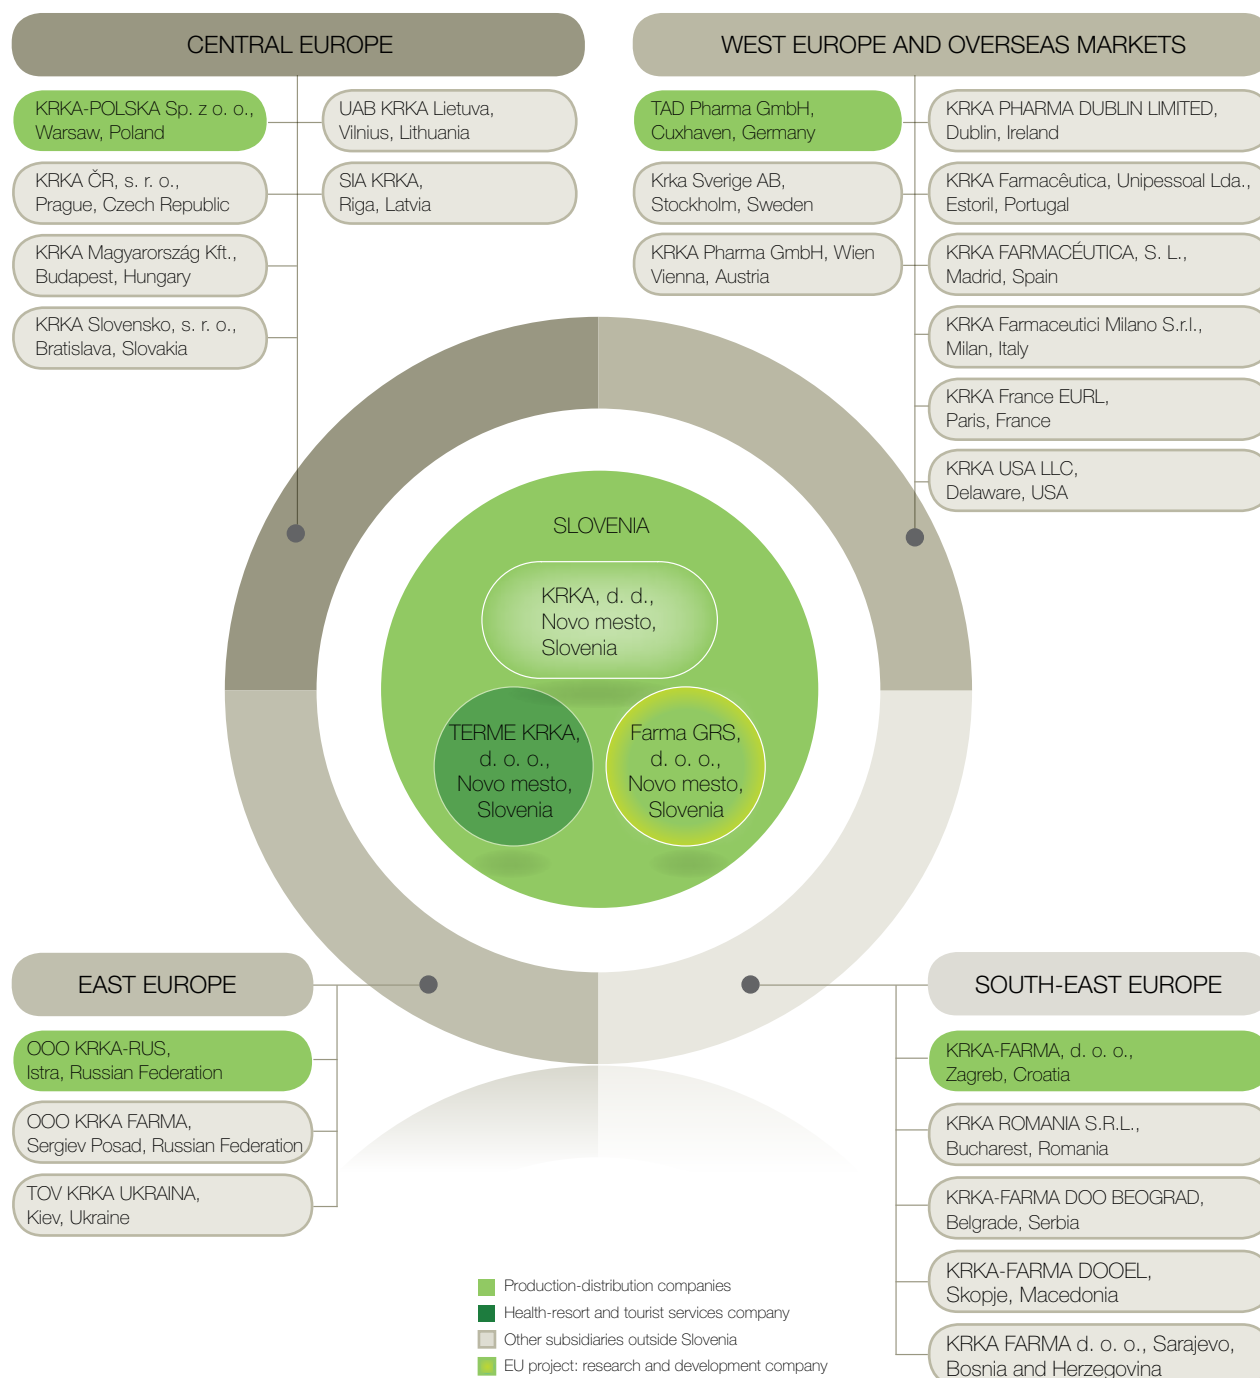 CENTRAL EUROPE
KRKA-POLSKA Sp. z o. o.,
Warsaw, Poland
KRKA ČR, s. r. o.,
Prague, Czech Republic
KRKA Magyarország Kft.,
Budapest, Hungary
KRKA Slovensko, s. r. o.,
Bratislava, Slovakia
UAB KRKA Lietuva,
Vilnius, Lithuania
SIA KRKA,
Riga, Latvia
WEST EUROPE AND OVERSEAS MARKETS
TAD Pharma GmbH,
Cuxhaven, Germany
Krka Sverige AB,
Stockholm, Sweden
KRKA Pharma GmbH, Wien
Vienna, Austria
KRKA PHARMA DUBLIN LIMITED,
Dublin, Ireland
KRKA Farmacêutica, Unipessoal Lda.,
Estoril, Portugal
KRKA FARMACÉUTICA, S. L.,
Madrid, Spain
KRKA Farmaceutici Milano S.r.l.,
Milan, Italy
KRKA France EURL,
Paris, France
KRKA USA LLC,
Delaware, USA
SLOVENIA
KRKA, d. d.,
Novo mesto,
Slovenia
TERME KRKA,
d. o. o.,
Novo mesto,
Slovenia
Farma GRS,
d. o. o.,
Novo mesto,
Slovenia
EAST EUROPE
OOO KRKA-RUS,
Istra, Russian Federation
OOO KRKA FARMA,
Sergiev Posad, Russian Federation
TOV KRKA UKRAINA,
Kiev, Ukraine
SOUTH-EAST EUROPE
KRKA-FARMA, d. o. o.,
Zagreb, Croatia
KRKA ROMANIA S.R.L.,
Bucharest, Romania
KRKA-FARMA DOO BEOGRAD,
Belgrade, Serbia
KRKA-FARMA DOOEL,
Skopje, Macedonia
KRKA FARMA d. o. o., Sarajevo,
Bosnia and Herzegovina
Production-distribution companies
Health-resort and tourist services company
Other subsidiaries outside Slovenia
EU project: research and development company